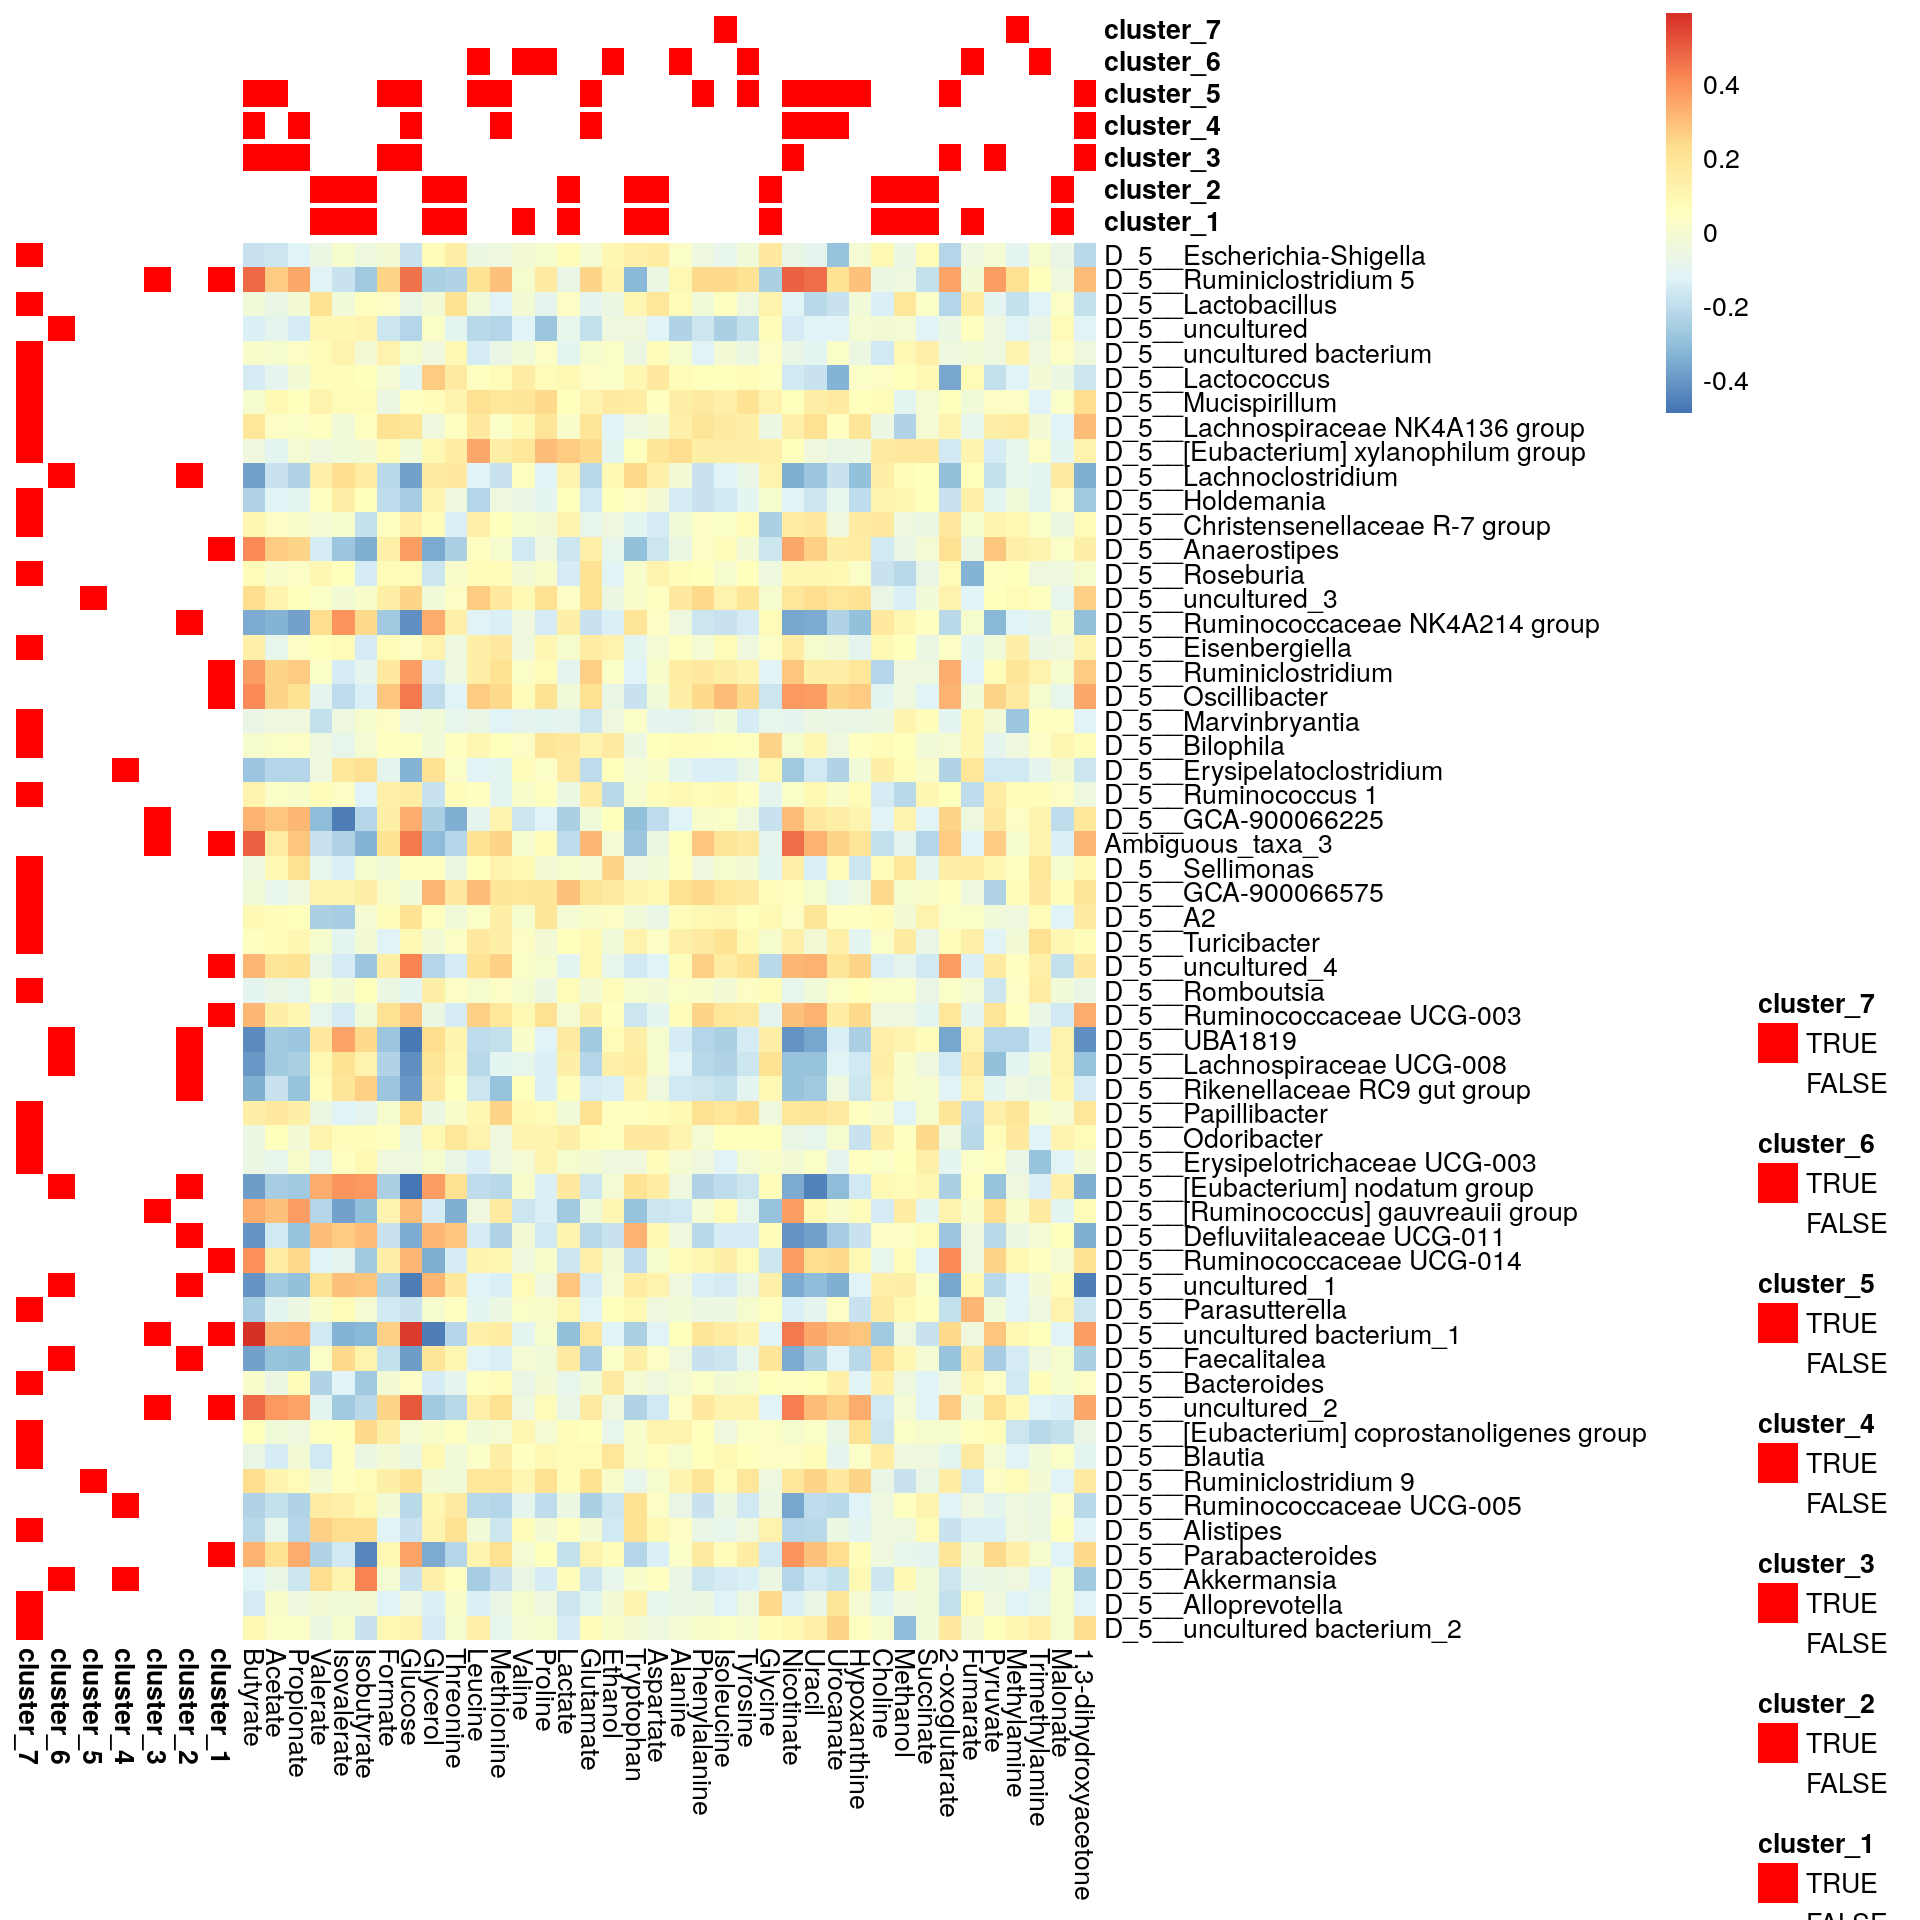 cluster_7
cluster_6
cluster_5
cluster_4
cluster_3
cluster_2
cluster_1
0.4
0.2
0
-0.2
-0.4
D_5__Escherichia-Shigella
D_5__Ruminiclostridium 5
D_5__Lactobacillus
D_5__uncultured
D_5__uncultured bacterium
D_5__Lactococcus
D_5__Mucispirillum
D_5__Lachnospiraceae NK4A136 group
D_5__[Eubacterium] xylanophilum group
D_5__Lachnoclostridium
D_5__Holdemania
D_5__Christensenellaceae R-7 group
D_5__Anaerostipes
D_5__Roseburia
D_5__uncultured_3
D_5__Ruminococcaceae NK4A214 group
D_5__Eisenbergiella
D_5__Ruminiclostridium
D_5__Oscillibacter
D_5__Marvinbryantia
D_5__Bilophila
D_5__Erysipelatoclostridium
D_5__Ruminococcus 1
D_5__GCA-900066225
Ambiguous_taxa_3
D_5__Sellimonas
D_5__GCA-900066575
D_5__A2
D_5__Turicibacter
D_5__uncultured_4
D_5__Romboutsia
D_5__Ruminococcaceae UCG-003
D_5__UBA1819
D_5__Lachnospiraceae UCG-008
D_5__Rikenellaceae RC9 gut group
D_5__Papillibacter
D_5__Odoribacter
D_5__Erysipelotrichaceae UCG-003
D_5__[Eubacterium] nodatum group
D_5__[Ruminococcus] gauvreauii group
D_5__Defluviitaleaceae UCG-011
D_5__Ruminococcaceae UCG-014
D_5__uncultured_1
D_5__Parasutterella
D_5__uncultured bacterium_1
D_5__Faecalitalea
D_5__Bacteroides
D_5__uncultured_2
D_5__[Eubacterium] coprostanoligenes group
D_5__Blautia
D_5__Ruminiclostridium 9
D_5__Ruminococcaceae UCG-005
D_5__Alistipes
D_5__Parabacteroides
D_5__Akkermansia
D_5__Alloprevotella
D_5__uncultured bacterium_2
cluster_7
cluster_6
cluster_5
cluster_4
cluster_3
cluster_2
cluster_1
Butyrate
Acetate
Propionate
Valerate
Isovalerate
Isobutyrate
Formate
Glucose
Glycerol
Threonine
Leucine
Methionine
Valine
Proline
Lactate
Glutamate
Ethanol
Tryptophan
Aspartate
Alanine
Phenylalanine
Isoleucine
Tyrosine
Glycine
Nicotinate
Uracil
Urocanate
Hypoxanthine
Choline
Methanol
Succinate
2-oxoglutarate
Fumarate
Pyruvate
Methylamine
Trimethylamine
Malonate
1,3-dihydroxyacetone
cluster_7
TRUE
FALSE
cluster_6
TRUE
FALSE
cluster_5
TRUE
FALSE
cluster_4
TRUE
FALSE
cluster_3
TRUE
FALSE
cluster_2
TRUE
FALSE
cluster_1
TRUE
FALSE